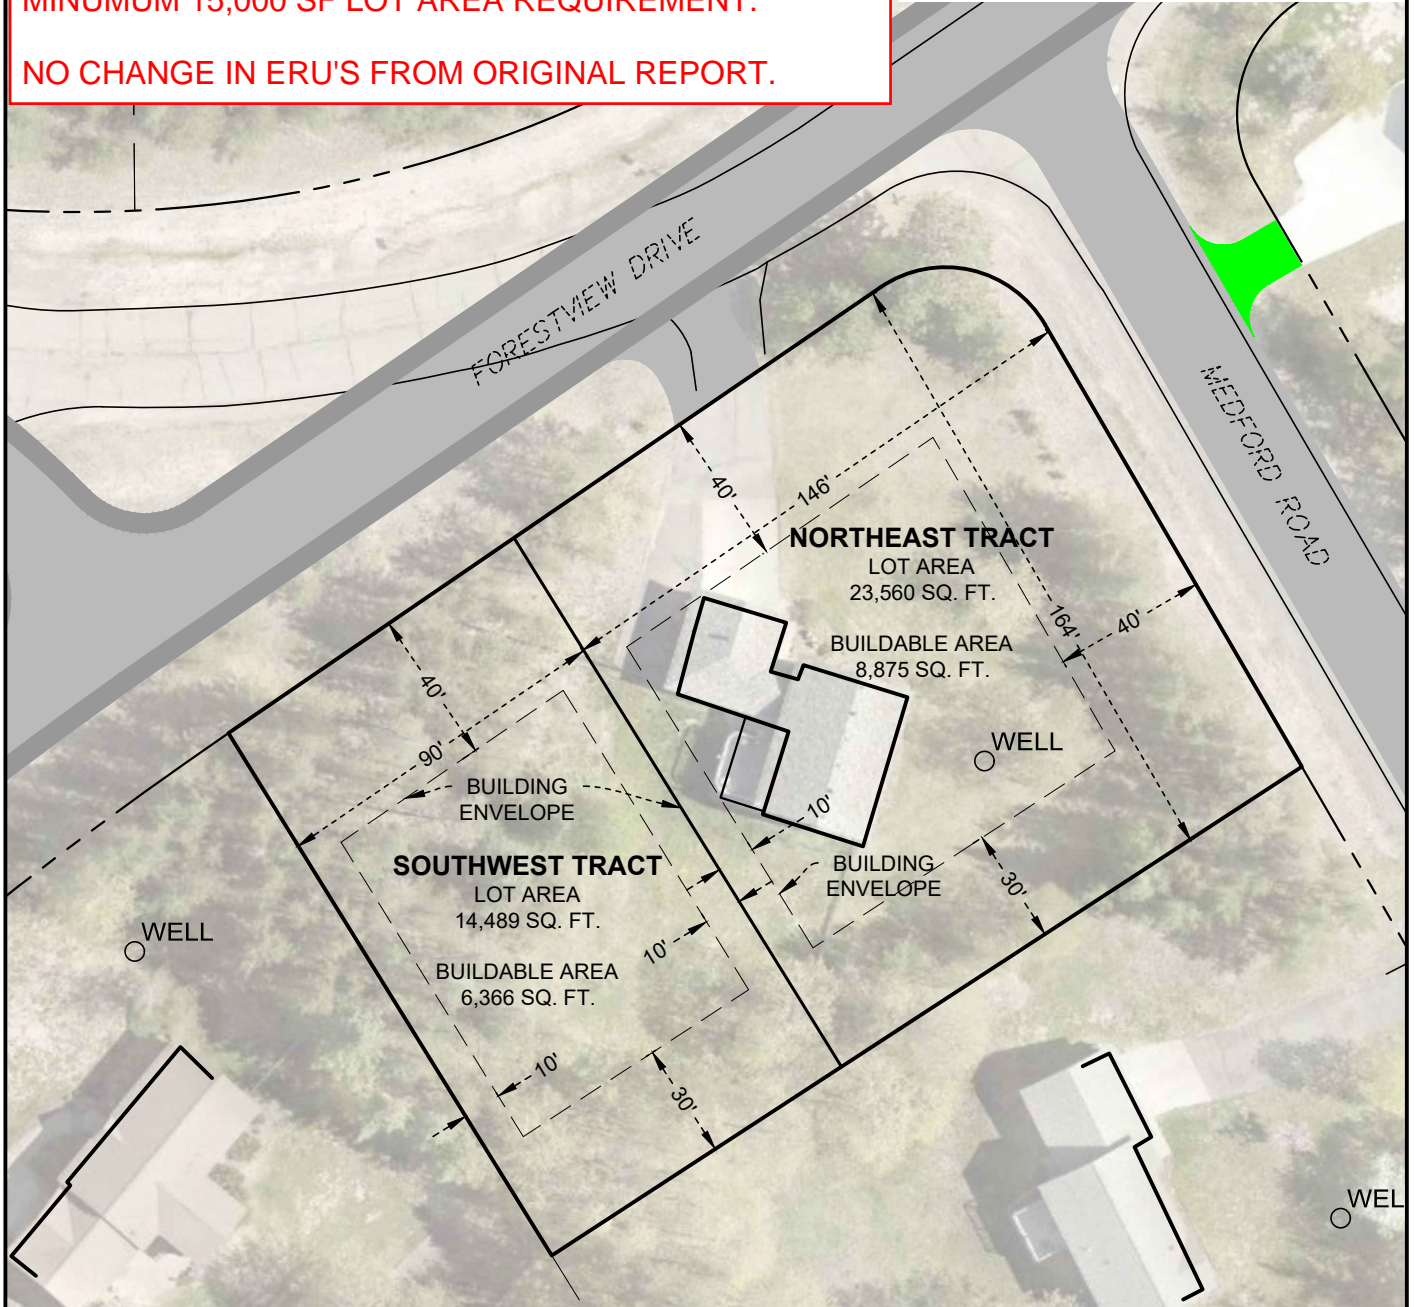 MINUMUM 15,000 SF LOT AREA REQUIREMENT.
NO CHANGE IN ERU'S FROM ORIGINAL REPORT.
FORESTVIEW DRIVE
MEDFORD ROAD
40'
146'
NORTHEAST TRACT
LOT AREA
23,560 SQ. FT.
BUILDABLE AREA
8,875 SQ. FT.
164'
40'
WELL
40'
90'
BUILDING
ENVELOPE
10'
BUILDING
ENVELOPE
30'
SOUTHWEST TRACT
LOT AREA
14,489 SQ. FT.
BUILDABLE AREA
6,366 SQ. FT.
10'
10'
30'
WELL
WEL